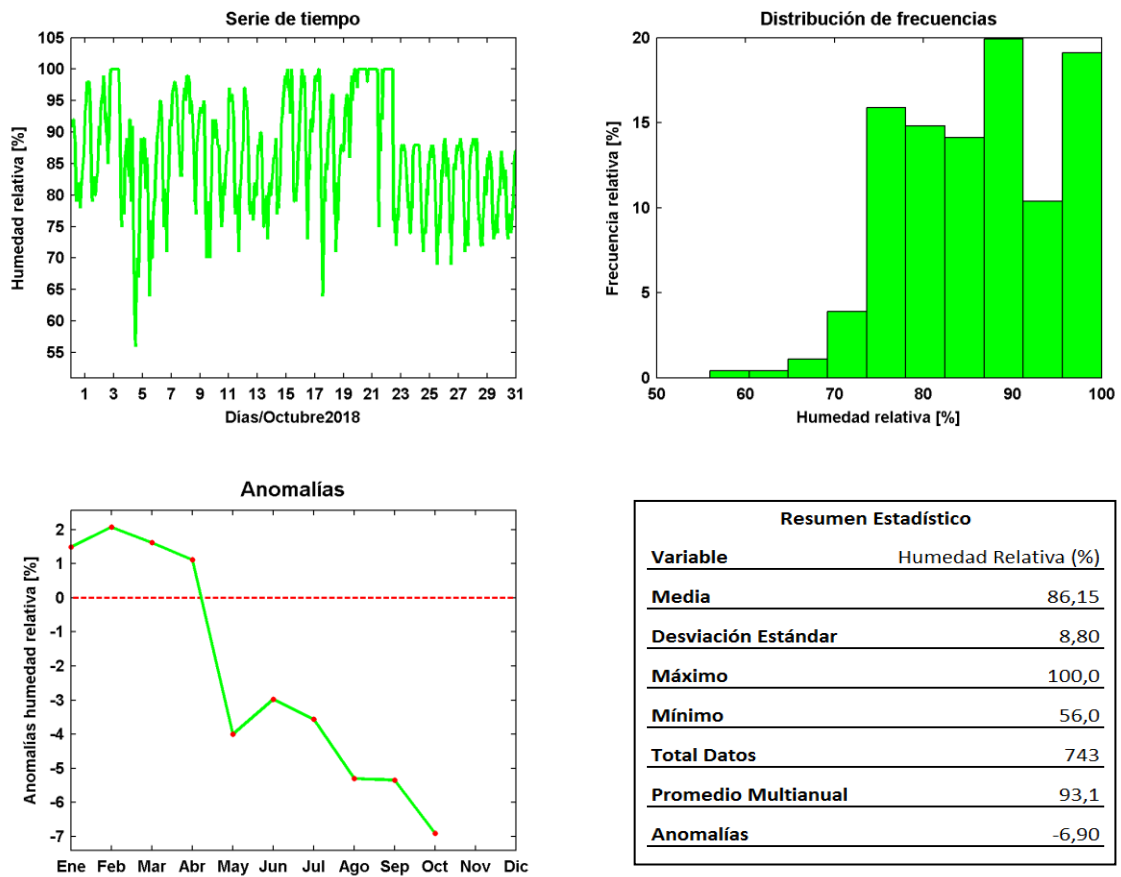 Serie de tiempo
Humedad relativa [%]
105
100
95
90
85
80
75
70
65
60
55
1 3 5 7 9 11 13 15 17 19 21 23 25 27 29 31
Días/Octubre2018
Distribución de frecuencias
Frecuencia relativa [%]
20
15
10
5
0
50 60 70 80 90 100
Humedad relativa [%]
Anomalías
Anomalías humedad relativa [%]
2
1
0
-1
-2
-3
-4
-5
-6
-7
Ene Feb Mar Abr May Jun Jul Ago Sep Oct Nov Dic
Resumen Estadístico
Variable Humedad Relativa (%)
Media 86,15
Desviación Estándar 8,80
Máximo 100,0
Mínimo 56,0
Total Datos 743
Promedio Multianual 93,1
Anomalías -6,90